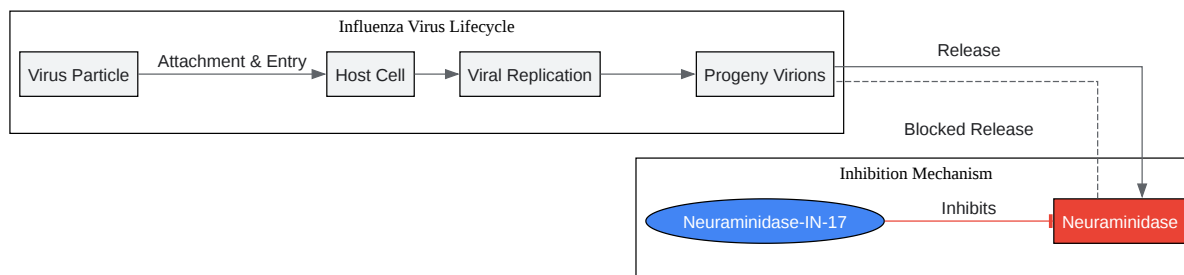 Influenza Virus Lifecycle
Virus Particle
Attachment & Entry
Host Cell
Viral Replication
Progeny Virions
Release
Blocked Release
Inhibition Mechanism
Neuraminidase-IN-17
Inhibits
Neuraminidase